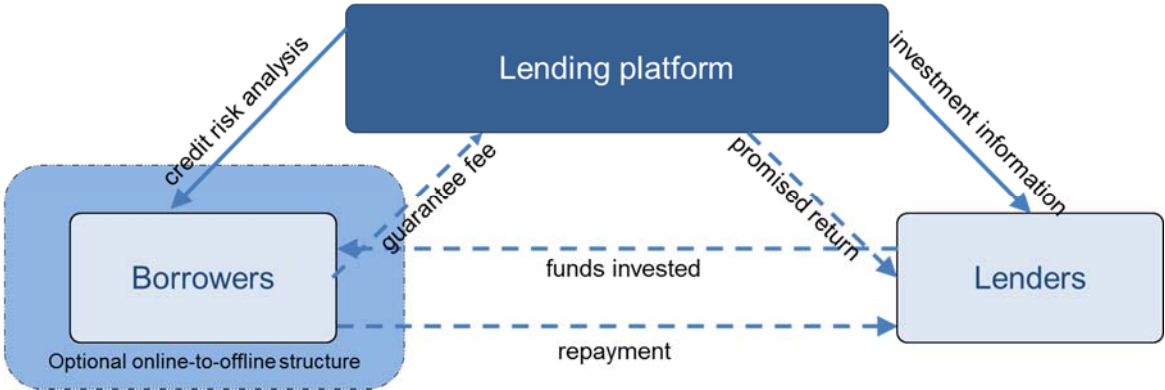 Lending platform
credit risk analysis
investment information
guarantee fee
promised return
Borrowers
funds invested
Lenders
repayment
Optional online-to-offline structure